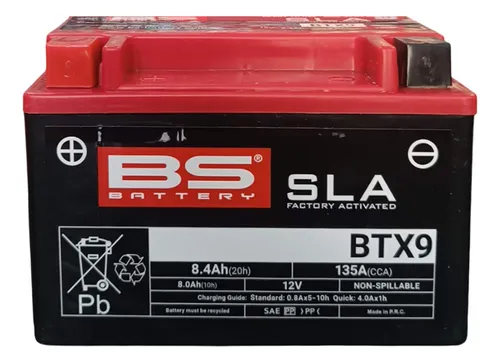 BS®
BATTERY
SLA
FACTORY ACTIVATED
BTX9
8.4Ah(20h) 135A(CCA)
8.0Ah(10h) 12V NON-SPILLABLE
Charging Guide: Standard: 0.8Ax5-10h Quick: 4.0Ax1h
Battery must be recycled SAE PP )PP( Made in P.R.C.
Pb